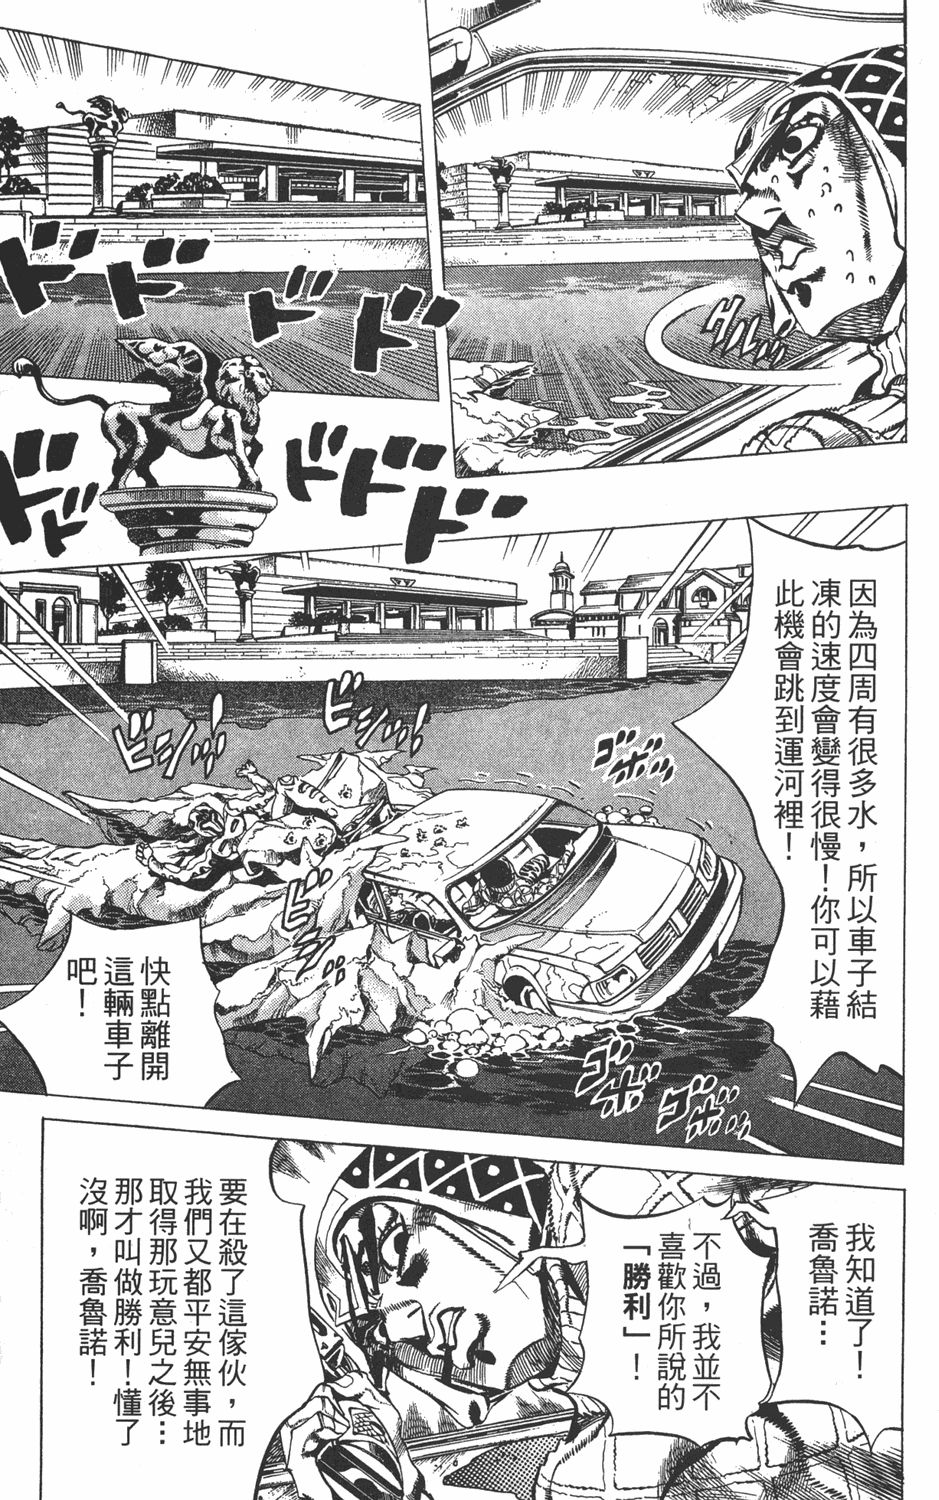 グルッ
ドドド
ドドド
ドドド
因為四周有很多水，所以車子結
凍的速度會變得很慢！你可以藉
此機會跳到運河裡！
ゴボゴボ
ビシッ！
ビシッ！
ビシ
快點離開
這輛車子
吧！
ゴボ
ゴボッ
我知道了！
喬魯諾…
不過，我並不
喜歡你所說的
「勝利」！
要在殺了這傢伙，而
我們又都平安無事地
取得那玩意兒之後…
那才叫做勝利！懂了
沒啊，喬魯諾！